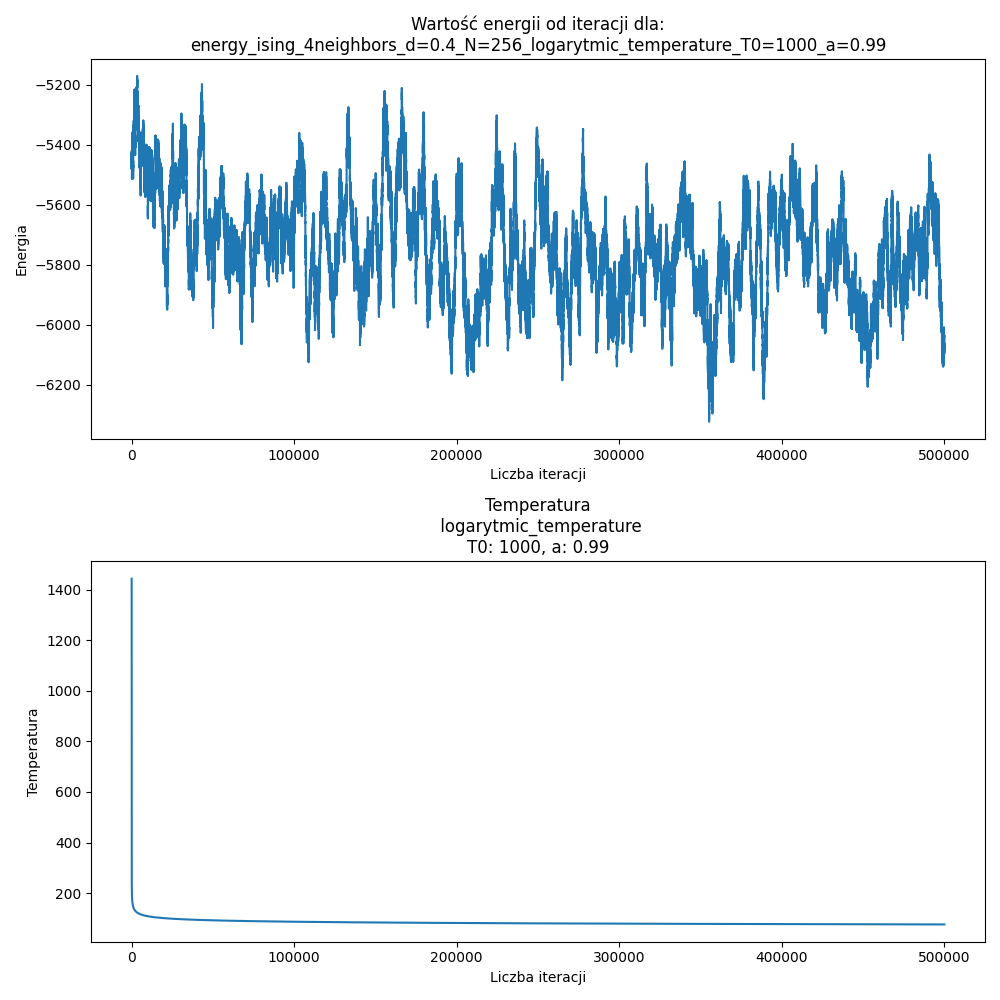 Wartość energii od iteracji dla:
energy_ising_4neighbors_d=0.4_N=256_logarytmic_temperature_T0=1000_a=0.99
−5200
−5400
−5600
−5800
−6000
−6200
Energia
0 100000 200000 300000 400000 500000
Liczba iteracji
Temperatura
logarytmic_temperature
T0: 1000, a: 0.99
1400
1200
1000
800
600
400
200
Temperatura
0 100000 200000 300000 400000 500000
Liczba iteracji